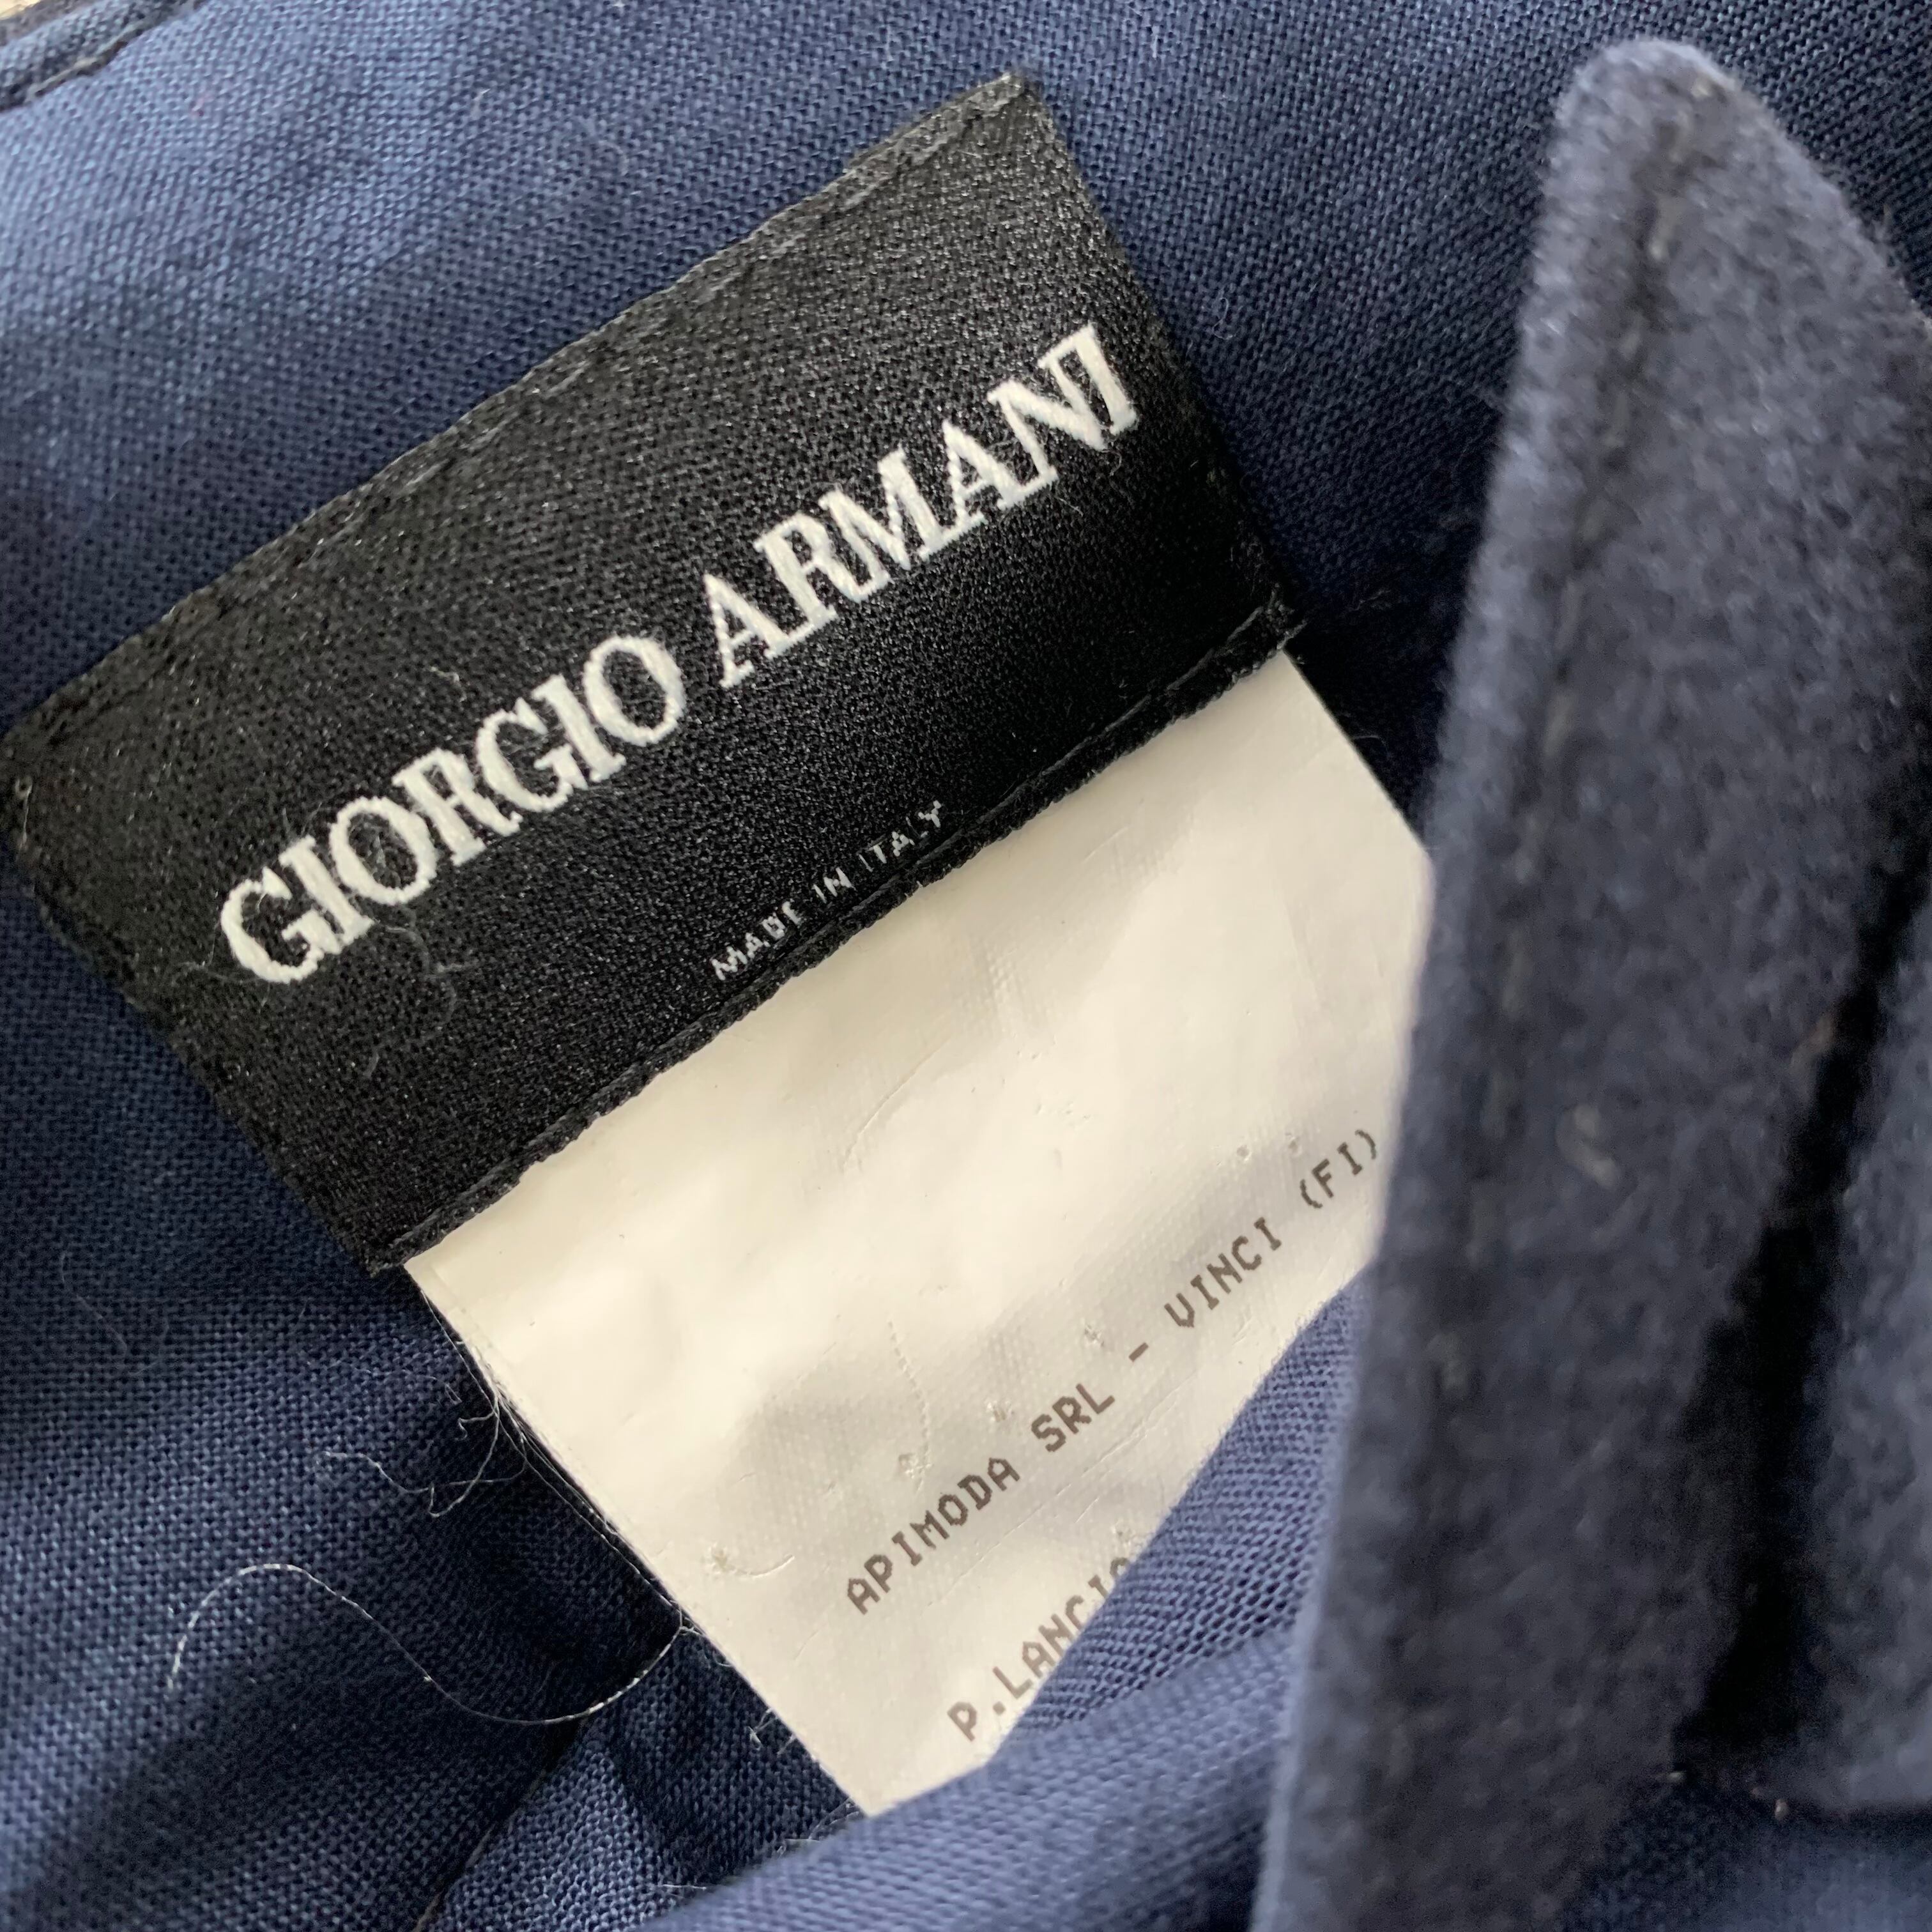 GIORGIO ARMANI
MADE IN ITALY
APIMODA SRL - VINCI (FI)